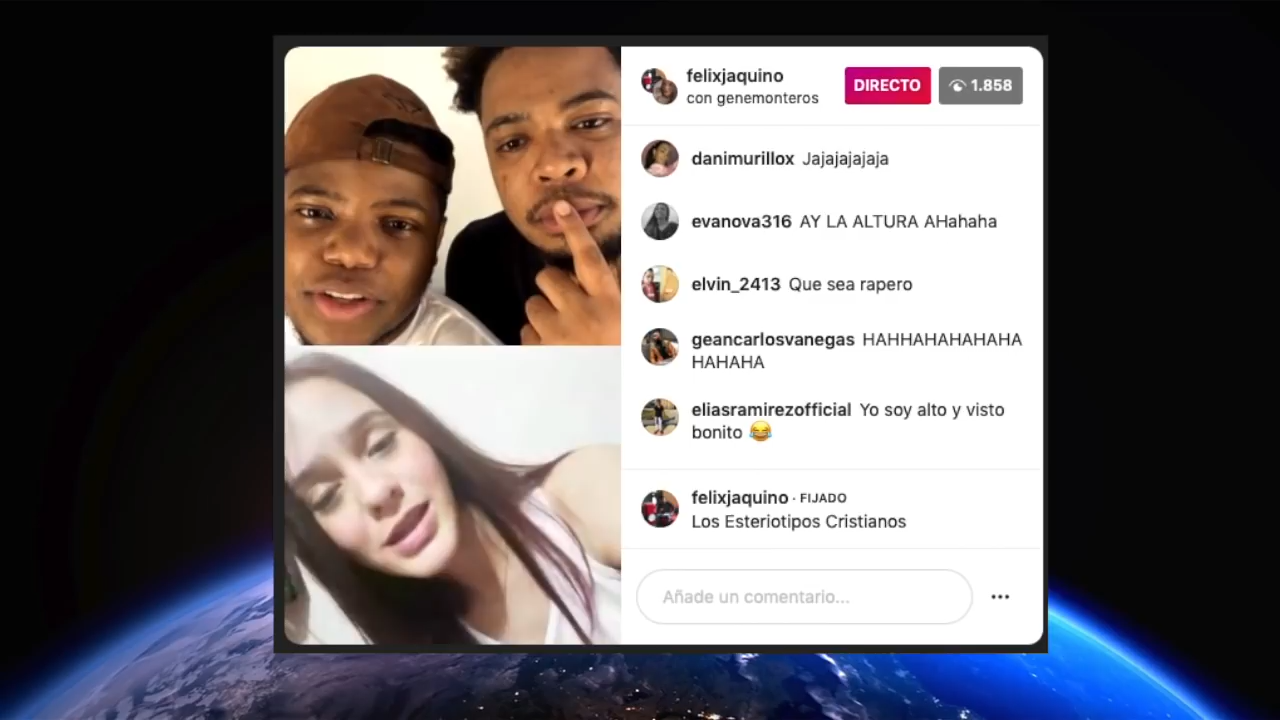 felixjaquino
con genemonteros
DIRECTO
1.858
danimurillox Jajajajajaja
evanova316 AY LA ALTURA AHahaha
elvin_2413 Que sea rapero
geancarlosvanegas HAHHAHAHAHAHA
HAHAHA
eliasramirezofficial Yo soy alto y visto
bonito 😂
felixjaquino · FIJADO
Los Esteriotipos Cristianos
Añade un comentario...